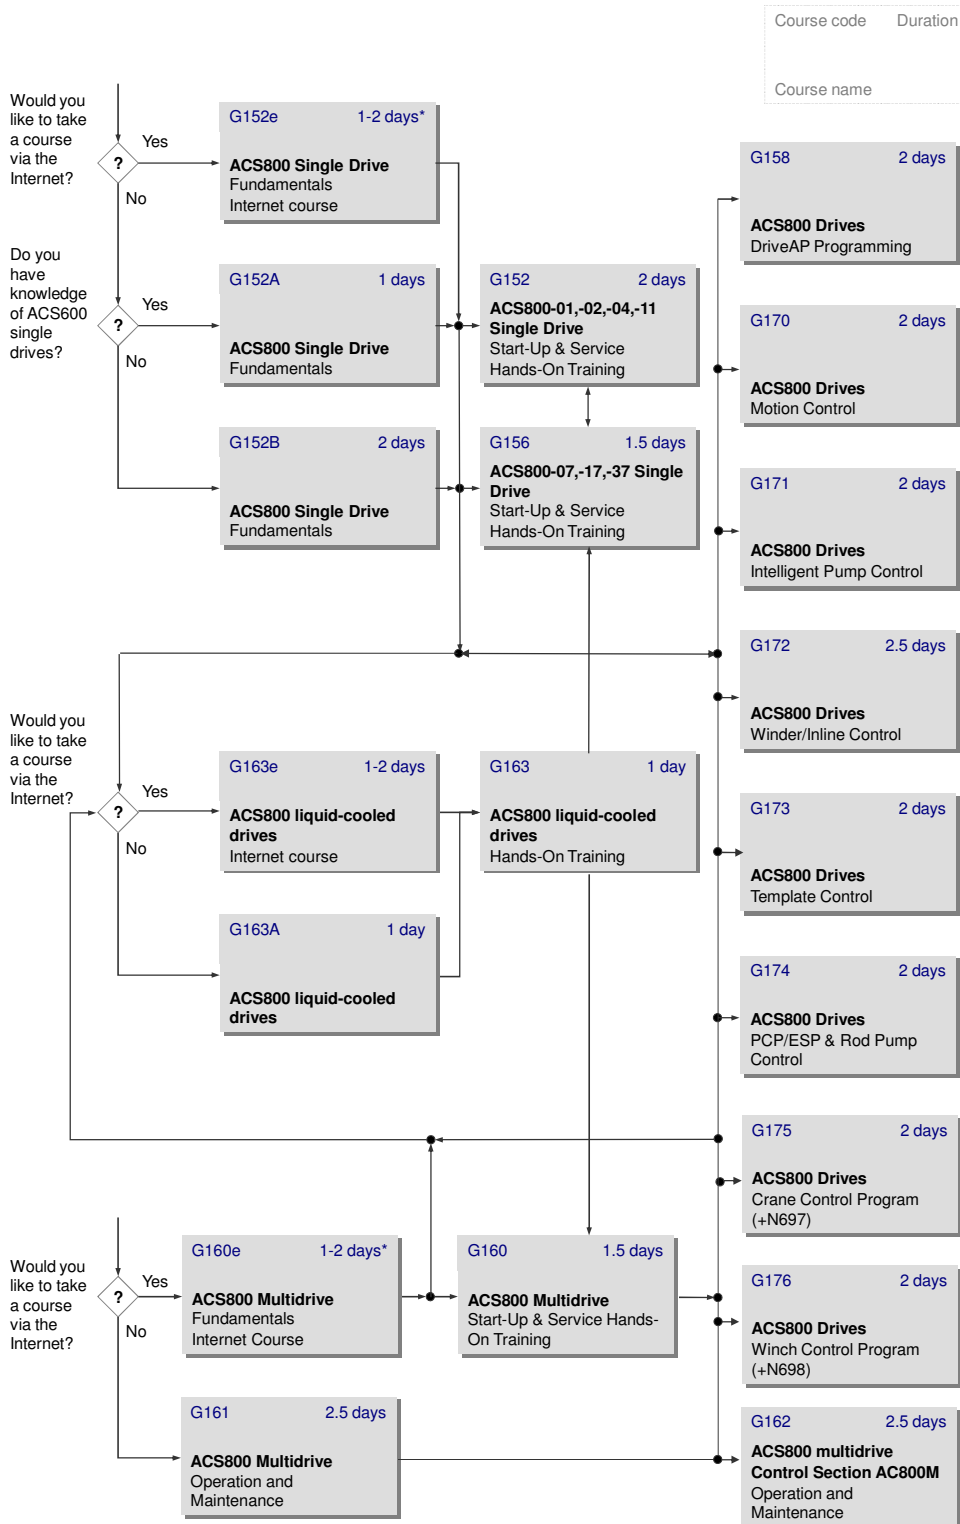 Course code Duration
Course name
Would you
like to take
a course
via the
Internet?
?
Yes
No
G152e 1-2 days*
ACS800 Single Drive
Fundamentals
Internet course
G158 2 days
ACS800 Drives
DriveAP Programming
Do you
have
knowledge
of ACS600
single
drives?
?
Yes
No
G152A 1 days
ACS800 Single Drive
Fundamentals
G152 2 days
ACS800-01,-02,-04,-11
Single Drive
Start-Up & Service
Hands-On Training
G170 2 days
ACS800 Drives
Motion Control
G152B 2 days
ACS800 Single Drive
Fundamentals
G156 1.5 days
ACS800-07,-17,-37 Single
Drive
Start-Up & Service
Hands-On Training
G171 2 days
ACS800 Drives
Intelligent Pump Control
G172 2.5 days
ACS800 Drives
Winder/Inline Control
Would you
like to take
a course
via the
Internet?
?
Yes
No
G163e 1-2 days
ACS800 liquid-cooled
drives
Internet course
G163 1 day
ACS800 liquid-cooled
drives
Hands-On Training
G173 2 days
ACS800 Drives
Template Control
G163A 1 day
ACS800 liquid-cooled
drives
G174 2 days
ACS800 Drives
PCP/ESP & Rod Pump
Control
G175 2 days
ACS800 Drives
Crane Control Program
(+N697)
Would you
like to take
a course
via the
Internet?
?
Yes
No
G160e 1-2 days*
ACS800 Multidrive
Fundamentals
Internet Course
G160 1.5 days
ACS800 Multidrive
Start-Up & Service Hands-
On Training
G176 2 days
ACS800 Drives
Winch Control Program
(+N698)
G161 2.5 days
ACS800 Multidrive
Operation and
Maintenance
G162 2.5 days
ACS800 multidrive
Control Section AC800M
Operation and
Maintenance